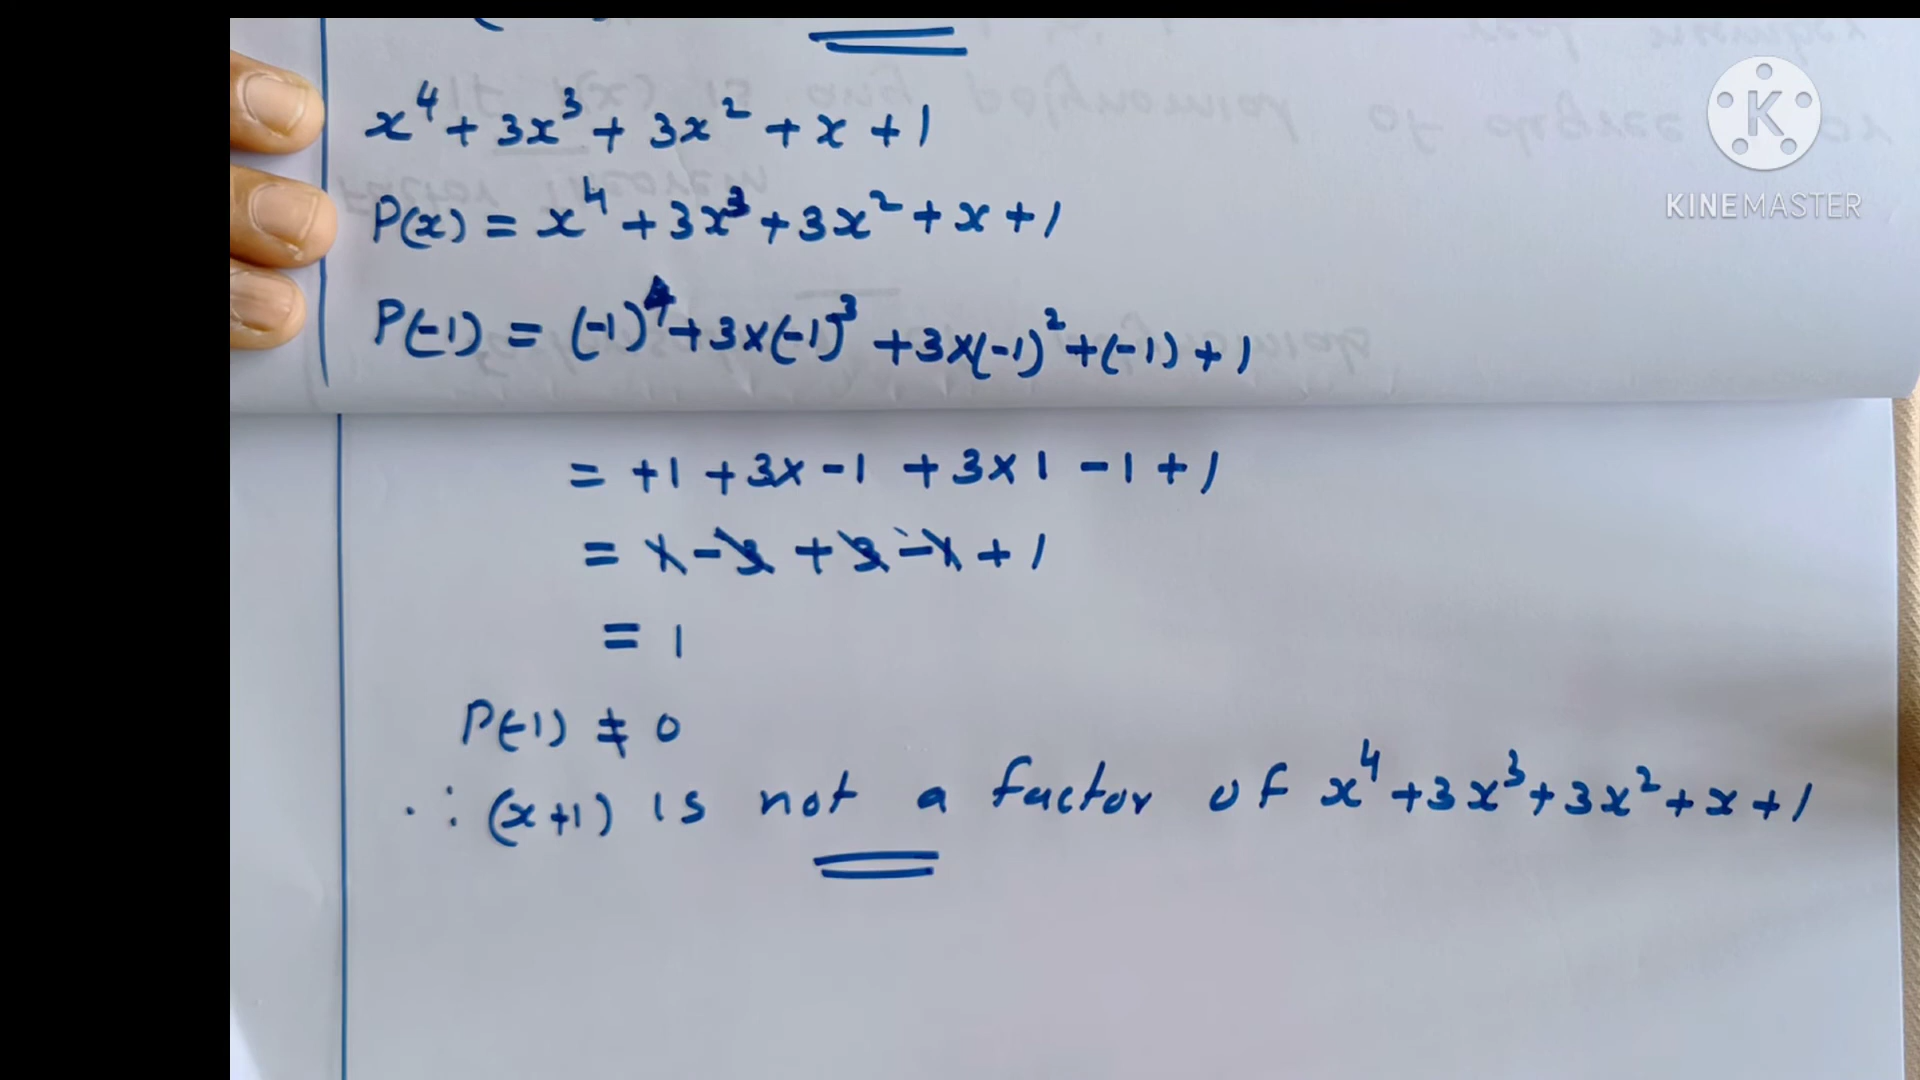 x⁴ + 3x³ + 3x² + x + 1
P(x) = x⁴ + 3x³ + 3x² + x + 1
P(-1) = (-1)⁴ + 3×(-1)³ + 3×(-1)² + (-1) + 1
= +1 + 3× -1 + 3×1 - 1 + 1
= 1 - 3 + 3 - 1 + 1
= 1
P(-1) ≠ 0
∴ (x+1) is not a factor of x⁴ + 3x³ + 3x² + x + 1
K
KINEMASTER